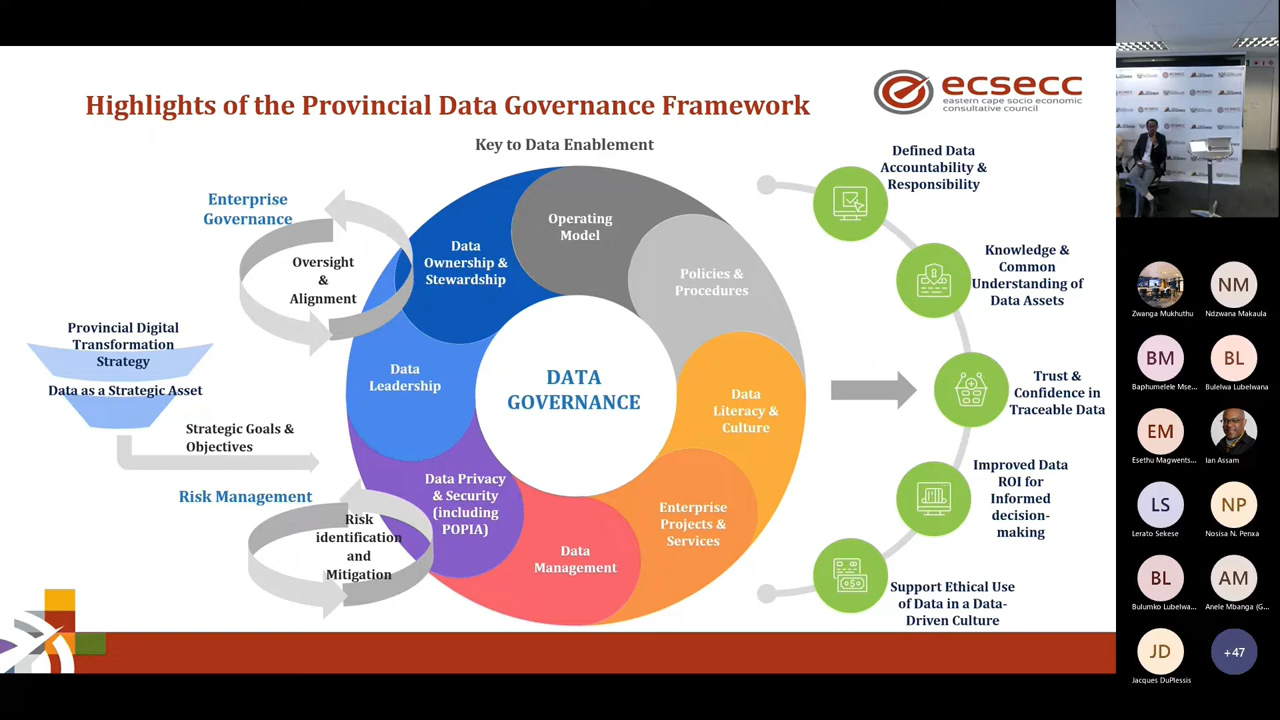 Highlights of the Provincial Data Governance Framework
ecsecc
eastern cape socio economic
consultative council
Key to Data Enablement
Enterprise
Governance
Oversight
&
Alignment
Provincial Digital
Transformation
Strategy
Data as a Strategic Asset
Strategic Goals &
Objectives
Risk Management
Risk
identification
and
Mitigation
Operating
Model
Policies &
Procedures
Data
Literacy &
Culture
Enterprise
Projects &
Services
Data
Management
Data Privacy
& Security
(including
POPIA)
Data
Leadership
Data
Ownership &
Stewardship
DATA
GOVERNANCE
Defined Data
Accountability &
Responsibility
Knowledge &
Common
Understanding of
Data Assets
Trust &
Confidence in
Traceable Data
Improved Data
ROI for
Informed
decision-
making
Support Ethical Use
of Data in a Data-
Driven Culture
Zwanga Mukhuthu
NM
Ndzwana Makaula
BM
Baphumelele Mse...
BL
Bulelwa Lubelwana
EM
Esethu Magwents...
Ian Assam
LS
Lerato Sekese
NP
Nosisa N. Penxa
BL
Bulumko Lubelwa...
AM
Anele Mbanga (G...
JD
Jacques DuPlessis
+47